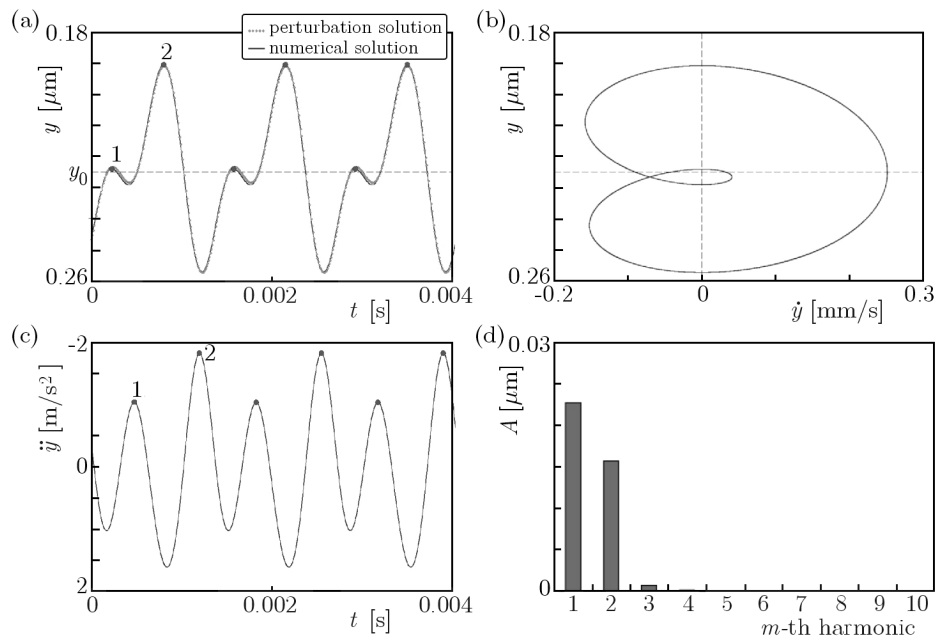 (a)
0.18
perturbation solution
numerical solution
2
1
y [μm]
y₀
0.26
0
0.002
0.004
t [s]
(b)
0.18
y [μm]
0.26
-0.2
0
0.3
ẏ [mm/s]
(c)
-2
2
1
ÿ [m/s²]
0
2
0
0.002
0.004
t [s]
(d)
0.03
A [μm]
0
1 2 3 4 5 6 7 8 9 10
m-th harmonic